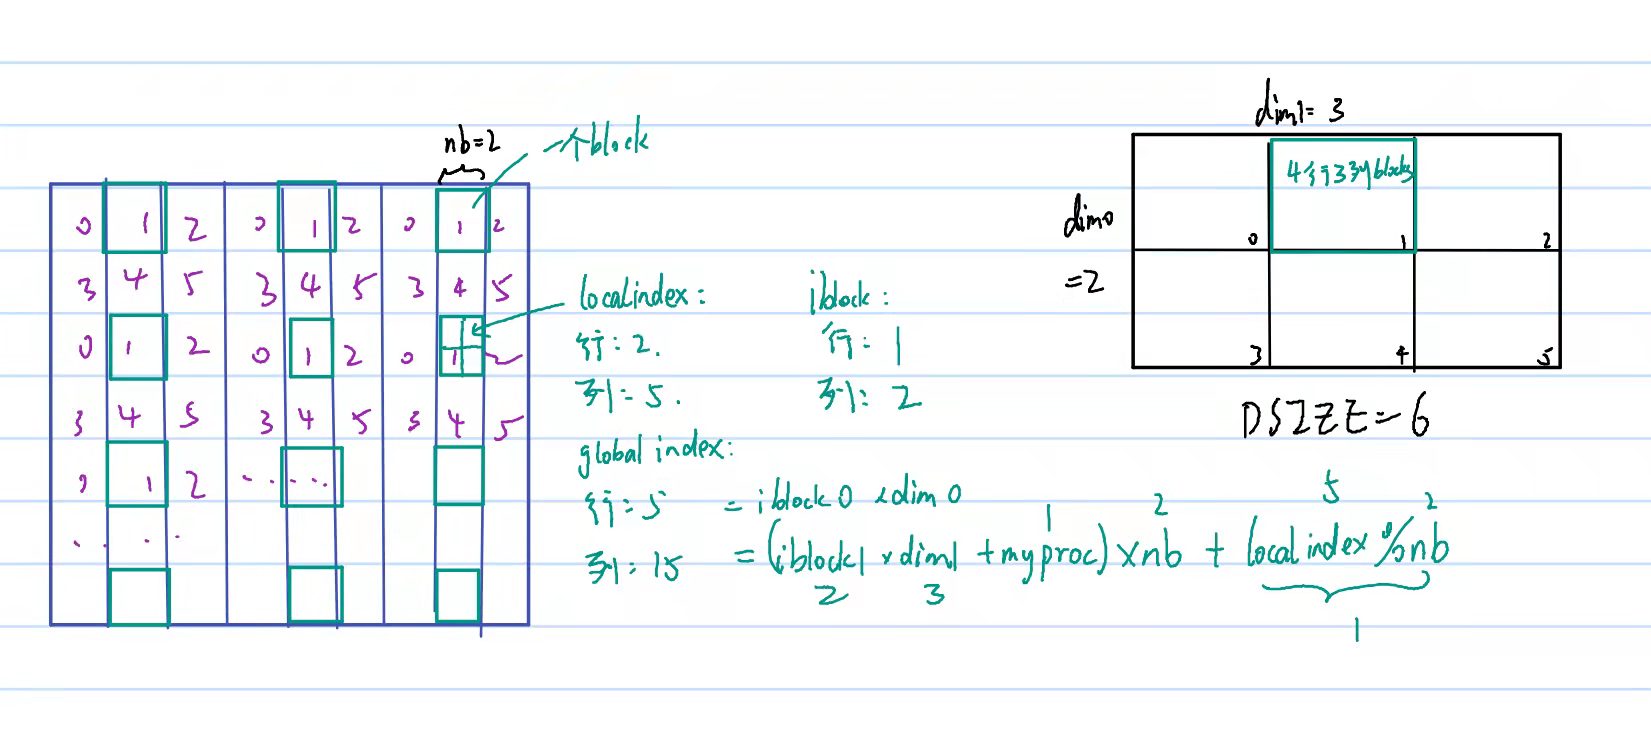 nb=2 一个block
0 1 2 0 1 2 0 1 2
3 4 5 3 4 5 3 4 5
0 1 2 0 1 2 0 1 2
3 4 5 3 4 5 3 4 5
0 1 2 ......
....
local index:
行: 2.
列: 5.
iblock:
行: 1
列: 2
global index:
行: 5 = iblock0 × dim0
列: 15 = (iblock1 × dim1 + myproc) × nb + (local index % nb
2 3 1 2 5 2
1
dim1= 3
dim0
=2
4行3列blocks
0 1 2
3 4 5
DSIZE=6